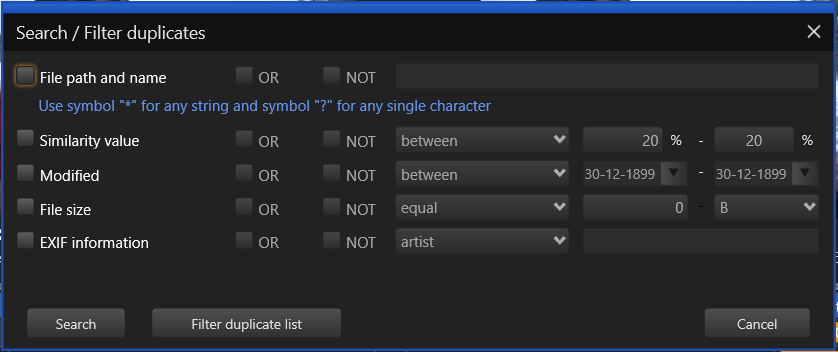 Search / Filter duplicates
File path and name OR NOT
Use symbol "*" for any string and symbol "?" for any single character
Similarity value OR NOT between 20 % - 20 %
Modified OR NOT between 30-12-1899 - 30-12-1899
File size OR NOT equal 0 - B
EXIF information OR NOT artist
Search Filter duplicate list Cancel